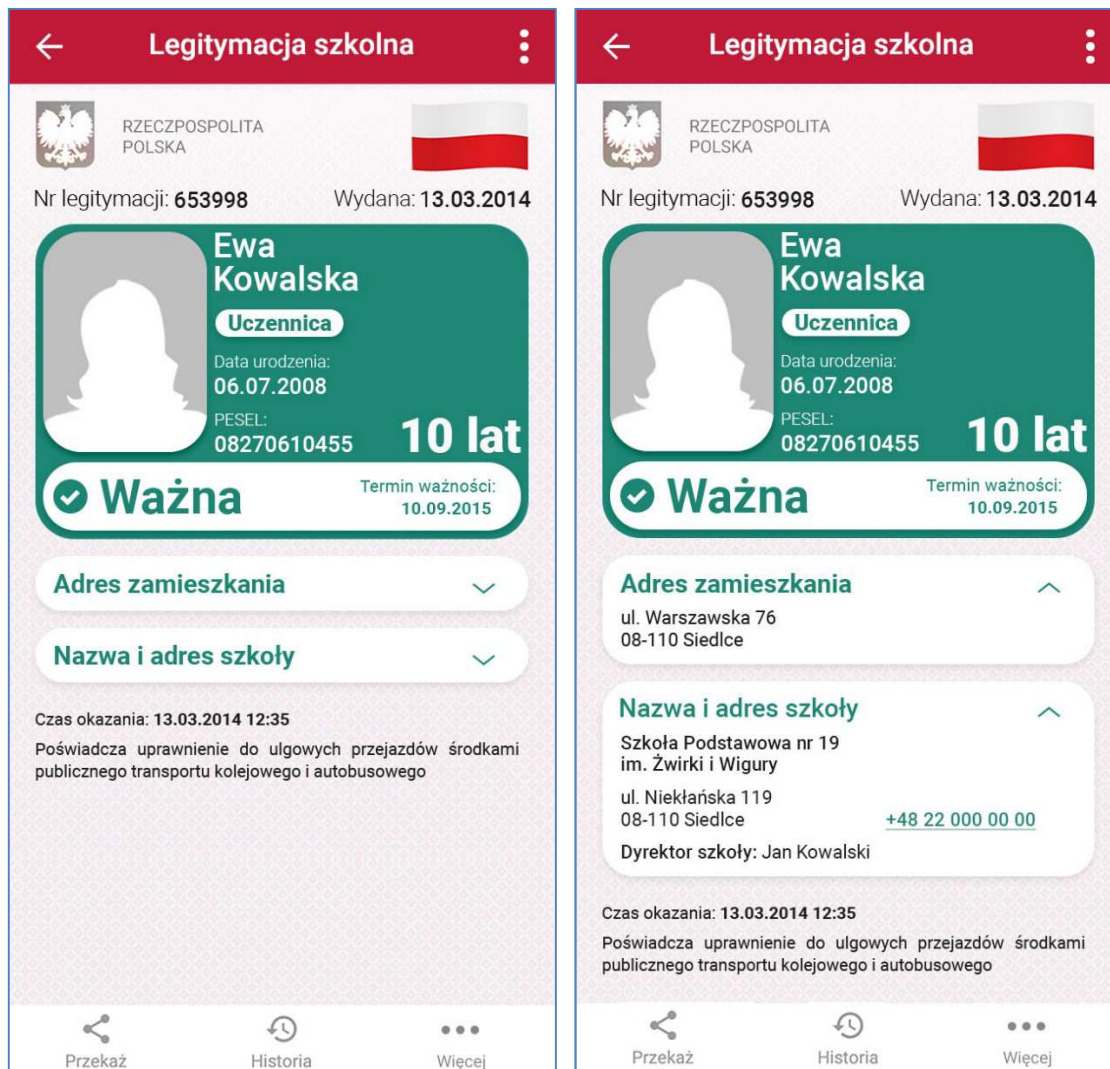 Legitymacja szkolna
RZECZPOSPOLITA
POLSKA
Nr legitymacji: 653998 Wydana: 13.03.2014
Ewa
Kowalska
Uczennica
Data urodzenia:
06.07.2008
PESEL:
08270610455
10 lat
Ważna
Termin ważności:
10.09.2015
Adres zamieszkania
Nazwa i adres szkoły
Czas okazania: 13.03.2014 12:35
Poświadcza uprawnienie do ulgowych przejazdów środkami
publicznego transportu kolejowego i autobusowego
Przekaż
Historia
Więcej
Legitymacja szkolna
RZECZPOSPOLITA
POLSKA
Nr legitymacji: 653998 Wydana: 13.03.2014
Ewa
Kowalska
Uczennica
Data urodzenia:
06.07.2008
PESEL:
08270610455
10 lat
Ważna
Termin ważności:
10.09.2015
Adres zamieszkania
ul. Warszawska 76
08-110 Siedlce
Nazwa i adres szkoły
Szkoła Podstawowa nr 19
im. Żwirki i Wigury
ul. Niekłańska 119
08-110 Siedlce +48 22 000 00 00
Dyrektor szkoły: Jan Kowalski
Czas okazania: 13.03.2014 12:35
Poświadcza uprawnienie do ulgowych przejazdów środkami
publicznego transportu kolejowego i autobusowego
Przekaż
Historia
Więcej